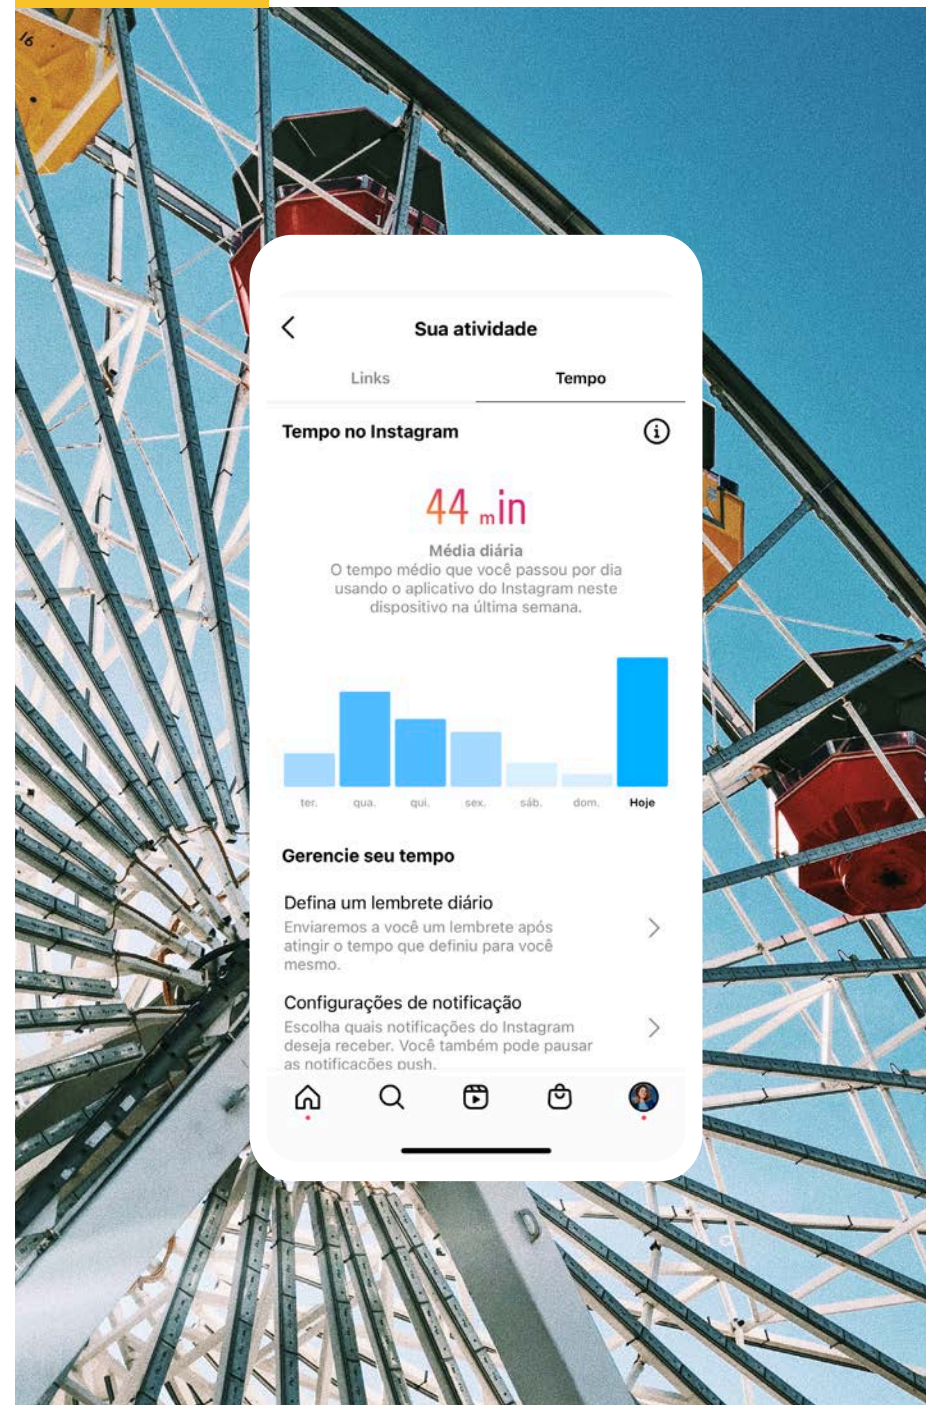 16
1
Sua atividade
Links
Tempo
Tempo no Instagram
44 min
Média diária
O tempo médio que você passou por dia
usando o aplicativo do Instagram neste
dispositivo na última semana.
ter.
qua.
qui.
sex.
sáb.
dom.
Hoje
Gerencie seu tempo
Defina um lembrete diário
Enviaremos a você um lembrete após
atingir o tempo que definiu para você
mesmo.
Configurações de notificação
Escolha quais notificações do Instagram
deseja receber. Você também pode pausar
as notificações push.
D